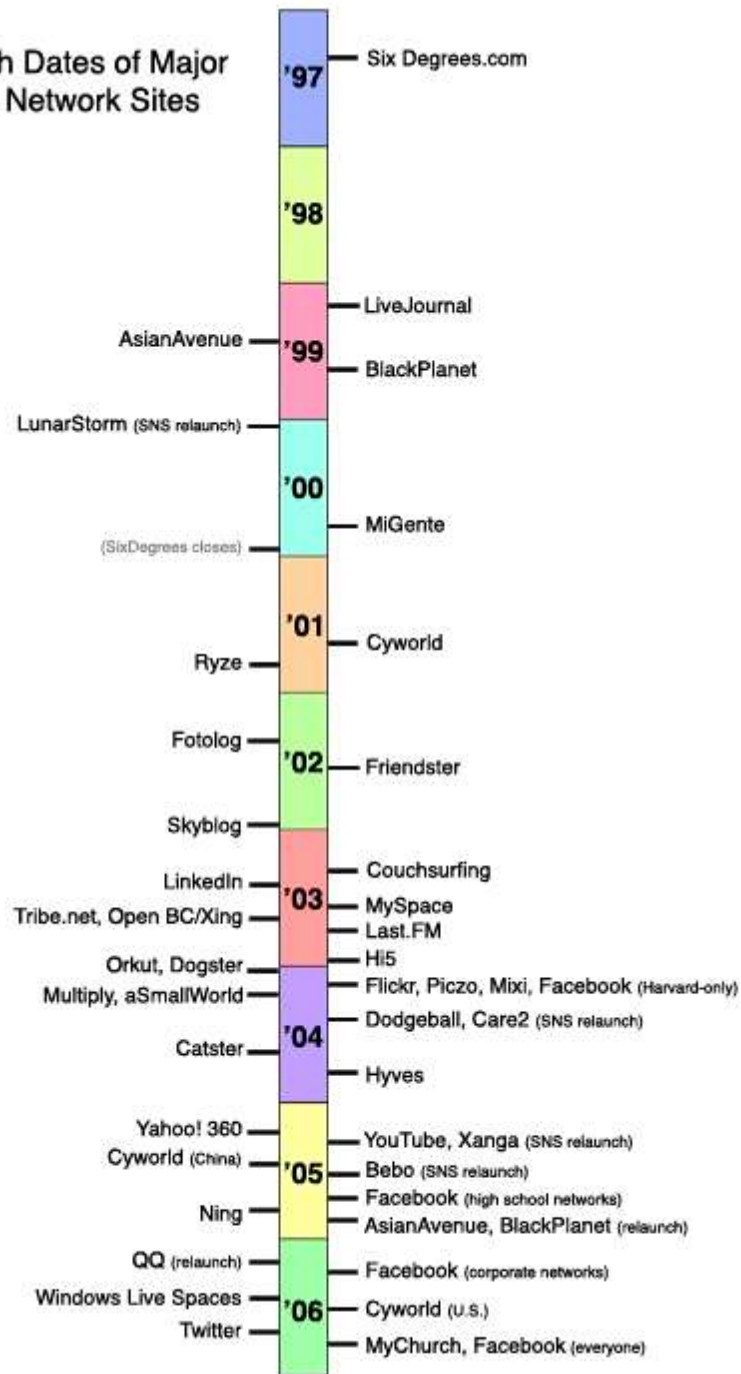 h Dates of Major
Network Sites
'97
Six Degrees.com
'98
LiveJournal
AsianAvenue
'99
BlackPlanet
LunarStorm (SNS relaunch)
'00
MiGente
(SixDegrees closes)
'01
Cyworld
Ryze
Fotolog
'02
Friendster
Skyblog
Couchsurfing
LinkedIn
'03
MySpace
Tribe.net, Open BC/Xing
Last.FM
Hi5
Orkut, Dogster
Flickr, Piczo, Mixi, Facebook (Harvard-only)
Multiply, aSmallWorld
Dodgeball, Care2 (SNS relaunch)
'04
Catster
Hyves
Yahoo! 360
YouTube, Xanga (SNS relaunch)
Cyworld (China)
Bebo (SNS relaunch)
'05
Facebook (high school networks)
Ning
AsianAvenue, BlackPlanet (relaunch)
QQ (relaunch)
Facebook (corporate networks)
Windows Live Spaces
'06
Cyworld (U.S.)
Twitter
MyChurch, Facebook (everyone)